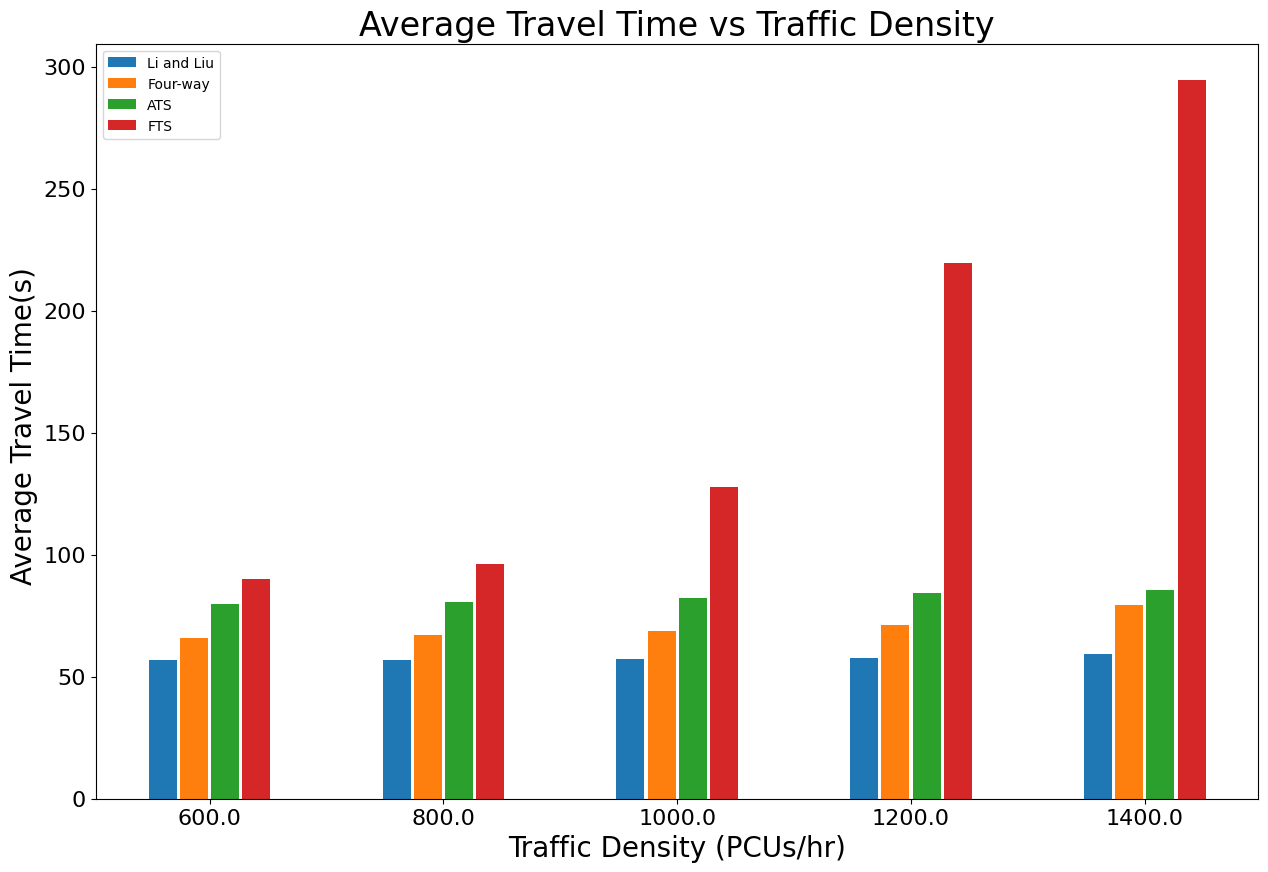 Average Travel Time vs Traffic Density
Li and Liu
Four-way
ATS
FTS
300
250
200
150
100
50
0
Average Travel Time(s)
600.0 800.0 1000.0 1200.0 1400.0
Traffic Density (PCUs/hr)